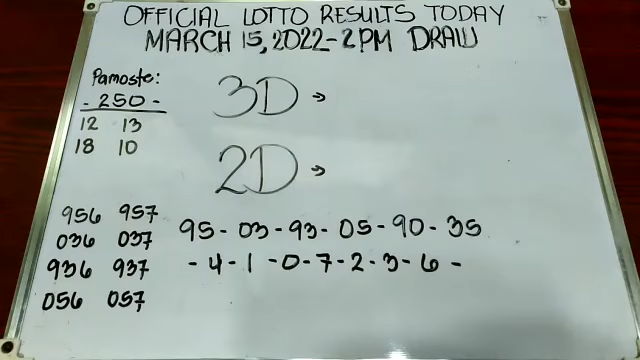 OFFICIAL LOTTO RESULTS TODAY
MARCH 15, 2022-2PM DRAW
Pamoste:
- 250 -
12 13
18 10
3D →
2D →
956 957
036 037
936 937
056 057
95 - 03 - 93 - 05 - 90 - 35
- 4 - 1 - 0 - 7 - 2 - 3 - 6 -